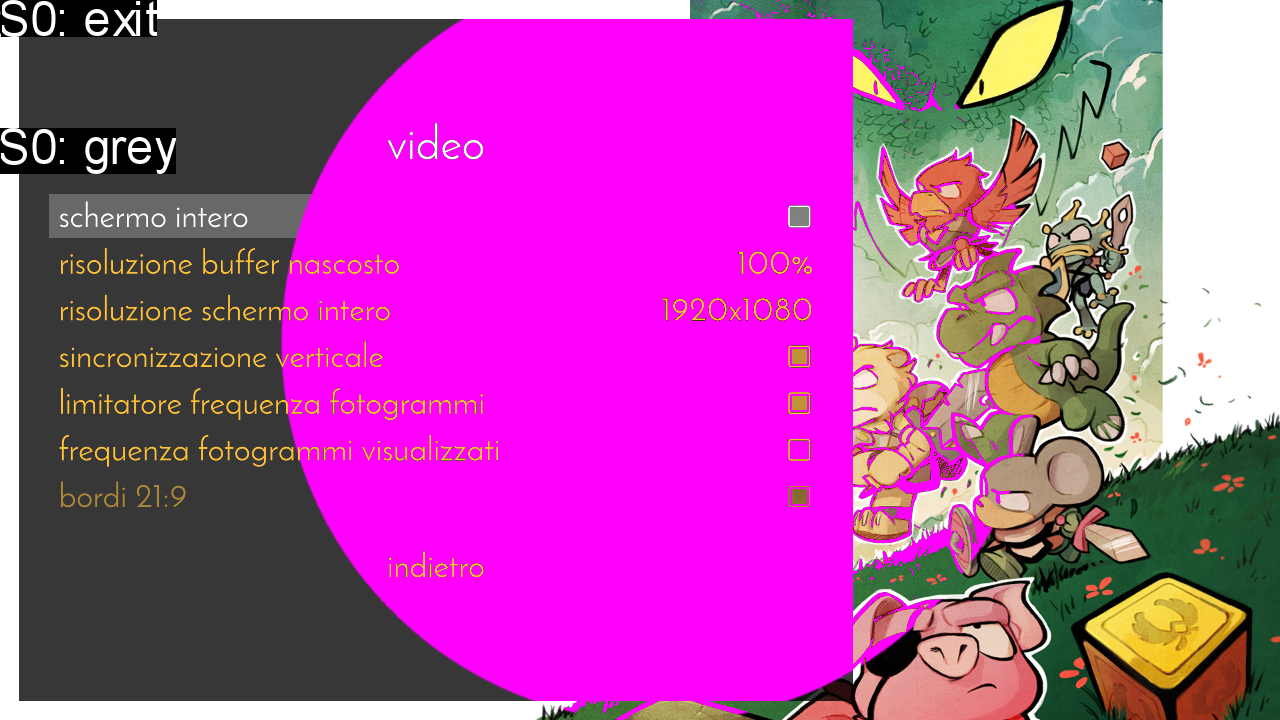 S0: exit
video
S0: grey
schermo intero
risoluzione buffer nascosto 100%
risoluzione schermo intero 1920x1080
sincronizzazione verticale
limitatore frequenza fotogrammi
frequenza fotogrammi visualizzati
bordi 21:9
indietro